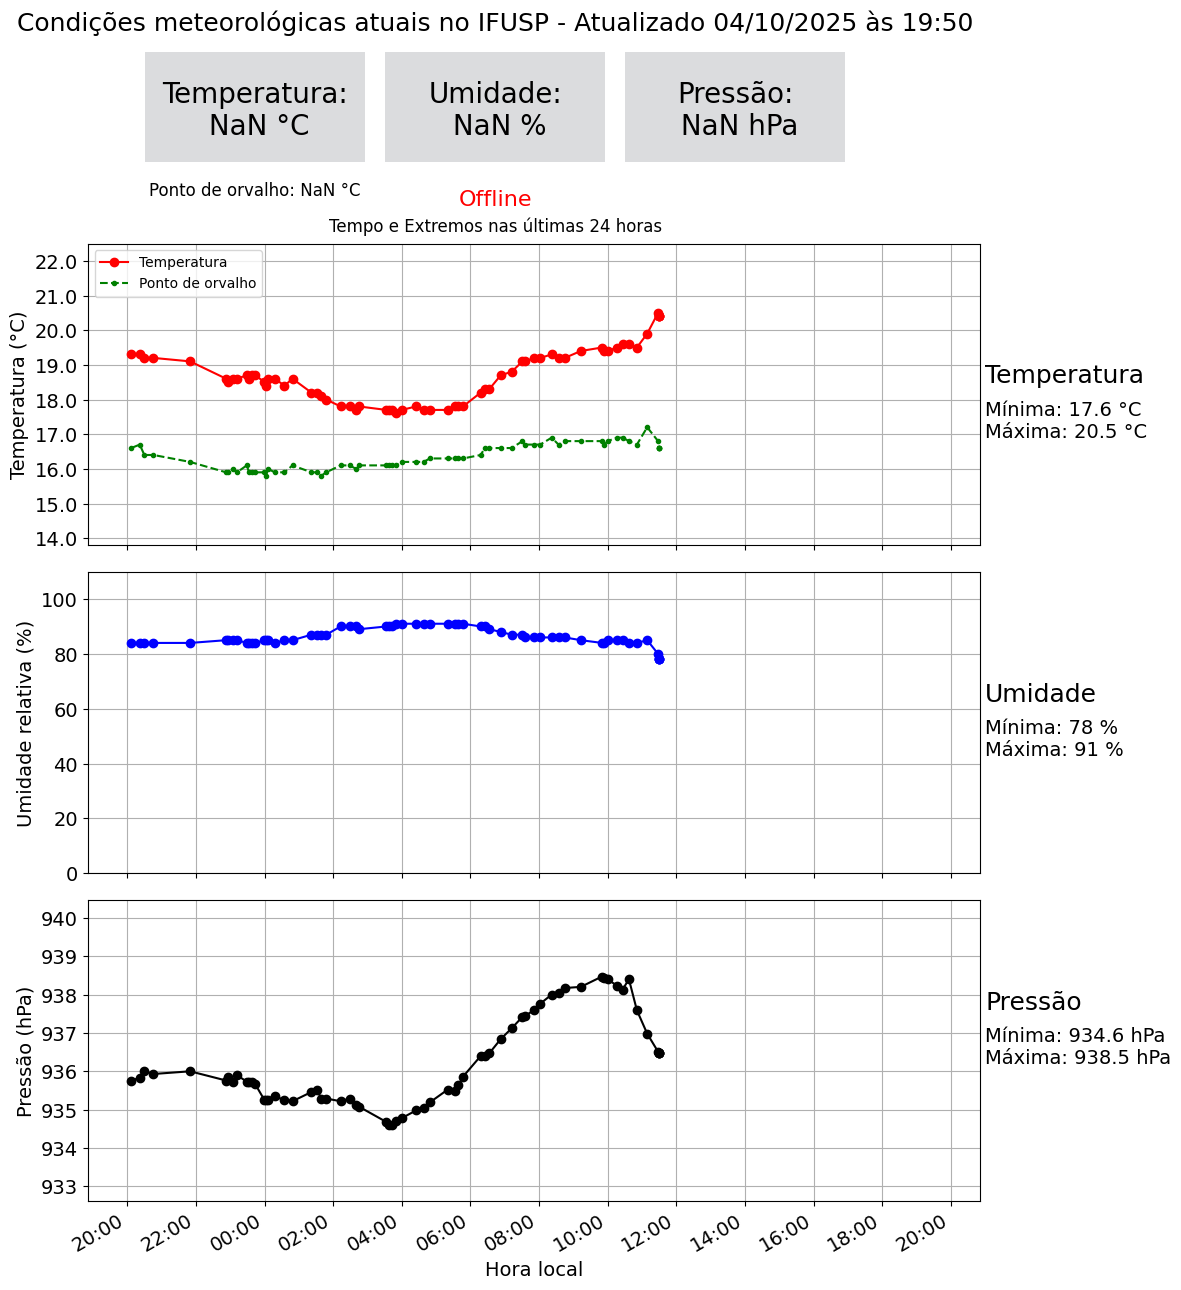 Condições meteorológicas atuais no IFUSP - Atualizado 04/10/2025 às 19:50
Temperatura:
NaN °C
Umidade:
NaN %
Pressão:
NaN hPa
Ponto de orvalho: NaN °C
Offline
Tempo e Extremos nas últimas 24 horas
Temperatura
Ponto de orvalho
Temperatura (°C)
22.0
21.0
20.0
19.0
18.0
17.0
16.0
15.0
14.0
Temperatura
Mínima: 17.6 °C
Máxima: 20.5 °C
Umidade relativa (%)
100
80
60
40
20
0
Umidade
Mínima: 78 %
Máxima: 91 %
Pressão (hPa)
940
939
938
937
936
935
934
933
Pressão
Mínima: 934.6 hPa
Máxima: 938.5 hPa
20:00
22:00
00:00
02:00
04:00
06:00
08:00
10:00
12:00
14:00
16:00
18:00
20:00
Hora local